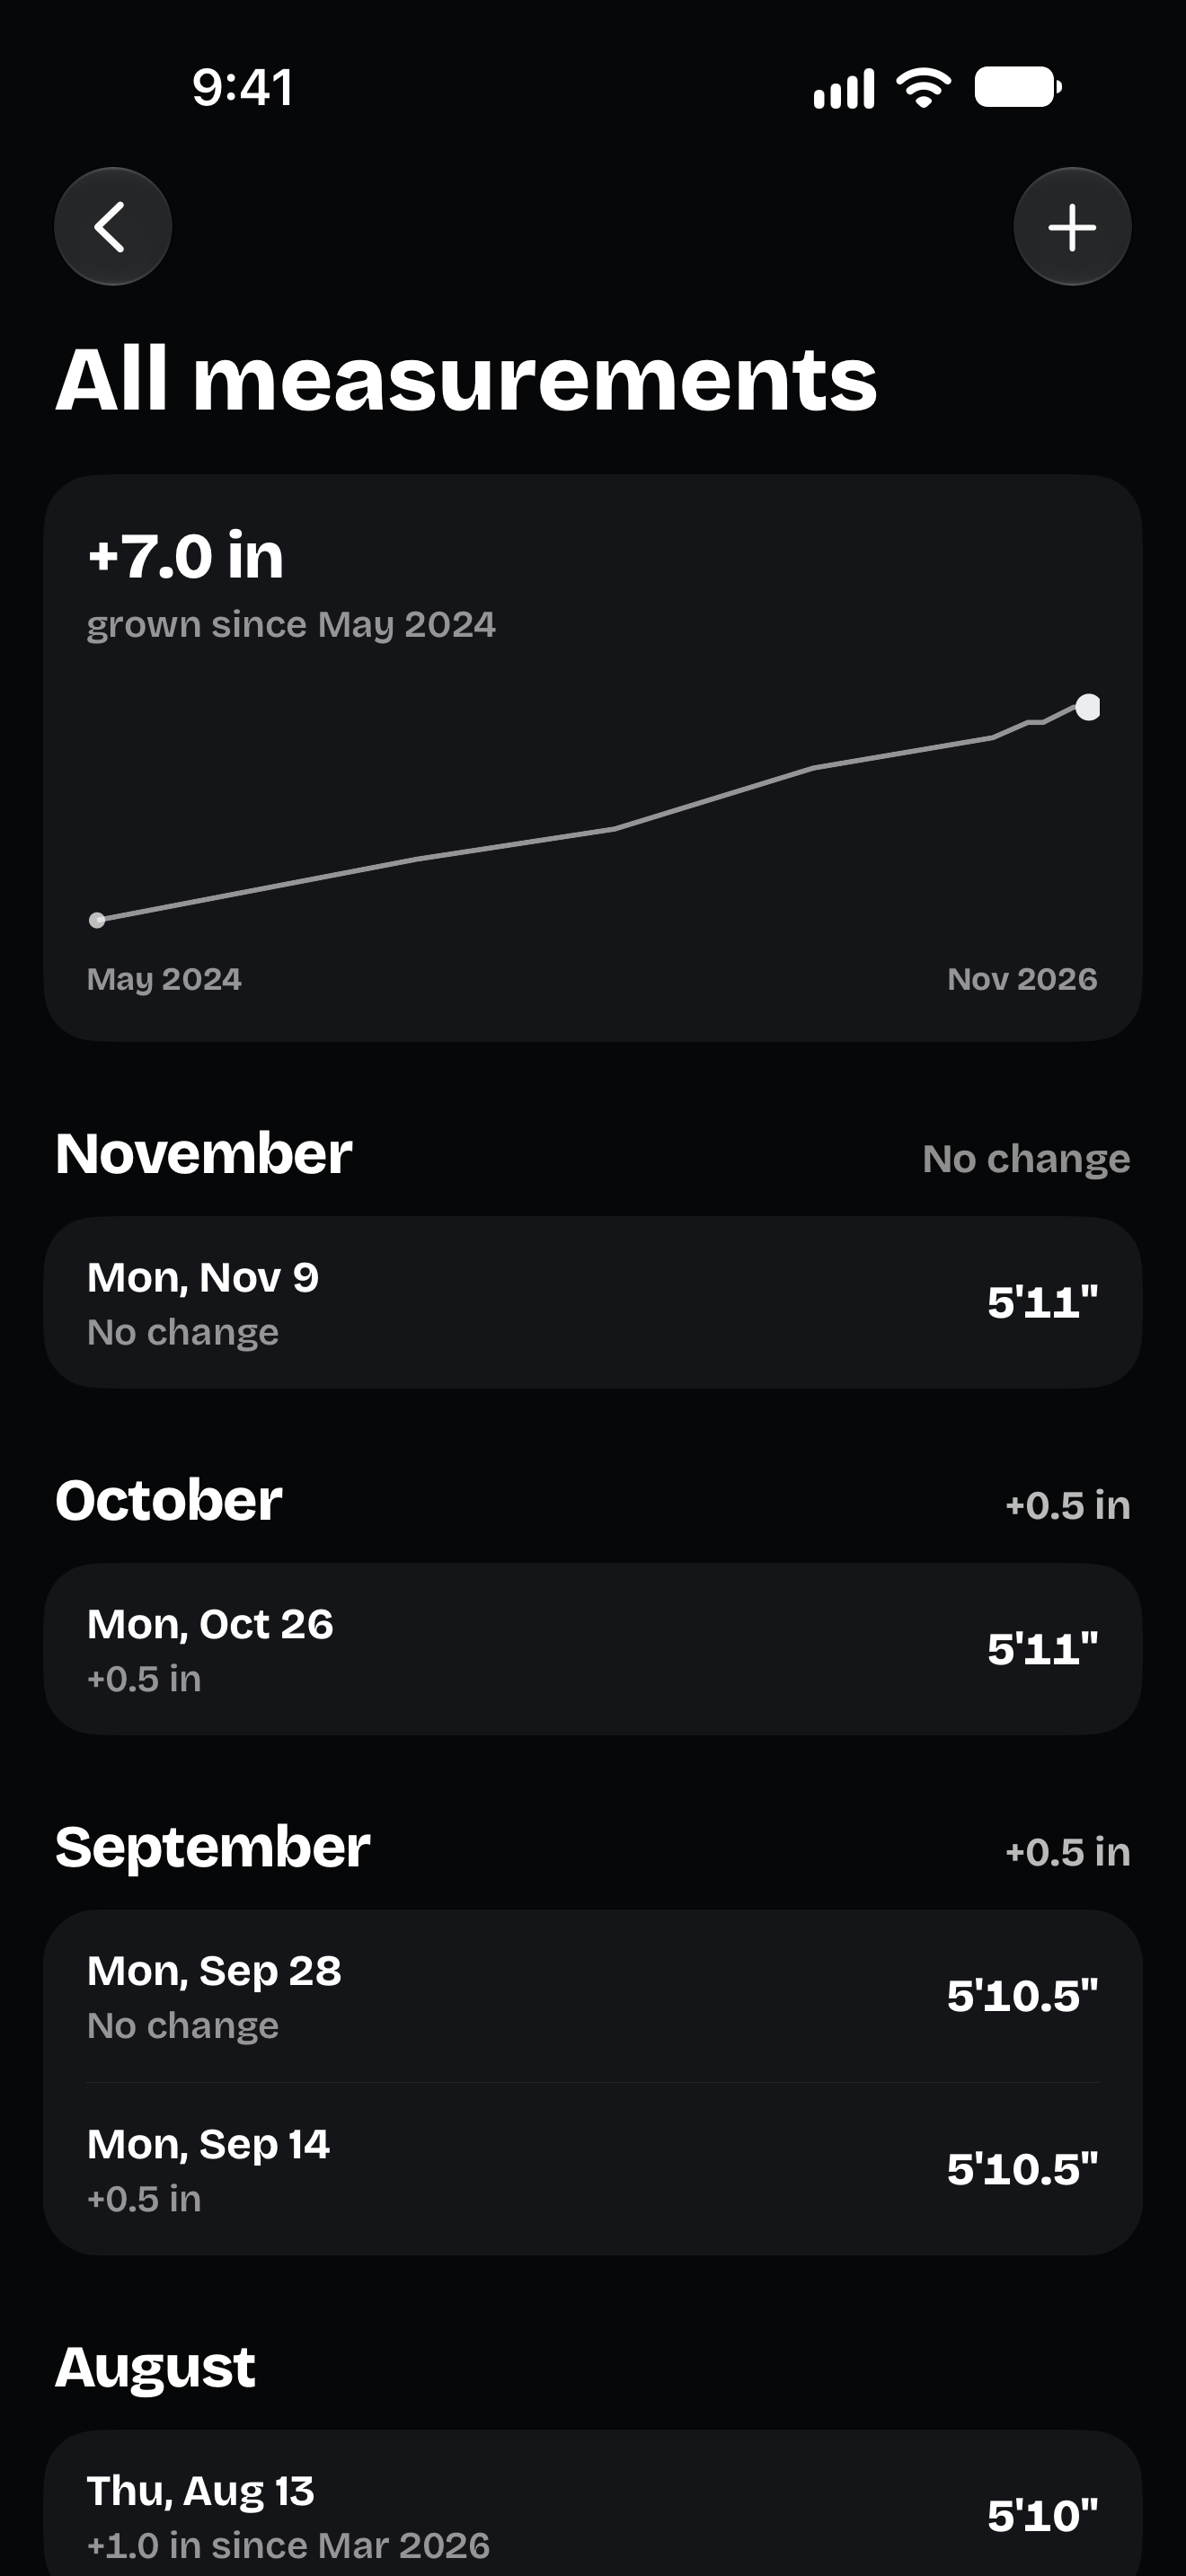 9:41
All measurements
+7.0 in
grown since May 2024
May 2024
Nov 2026
November
No change
Mon, Nov 9
No change
5'11"
October
+0.5 in
Mon, Oct 26
+0.5 in
5'11"
September
+0.5 in
Mon, Sep 28
No change
5'10.5"
Mon, Sep 14
+0.5 in
5'10.5"
August
Thu, Aug 13
+1.0 in since Mar 2026
5'10"